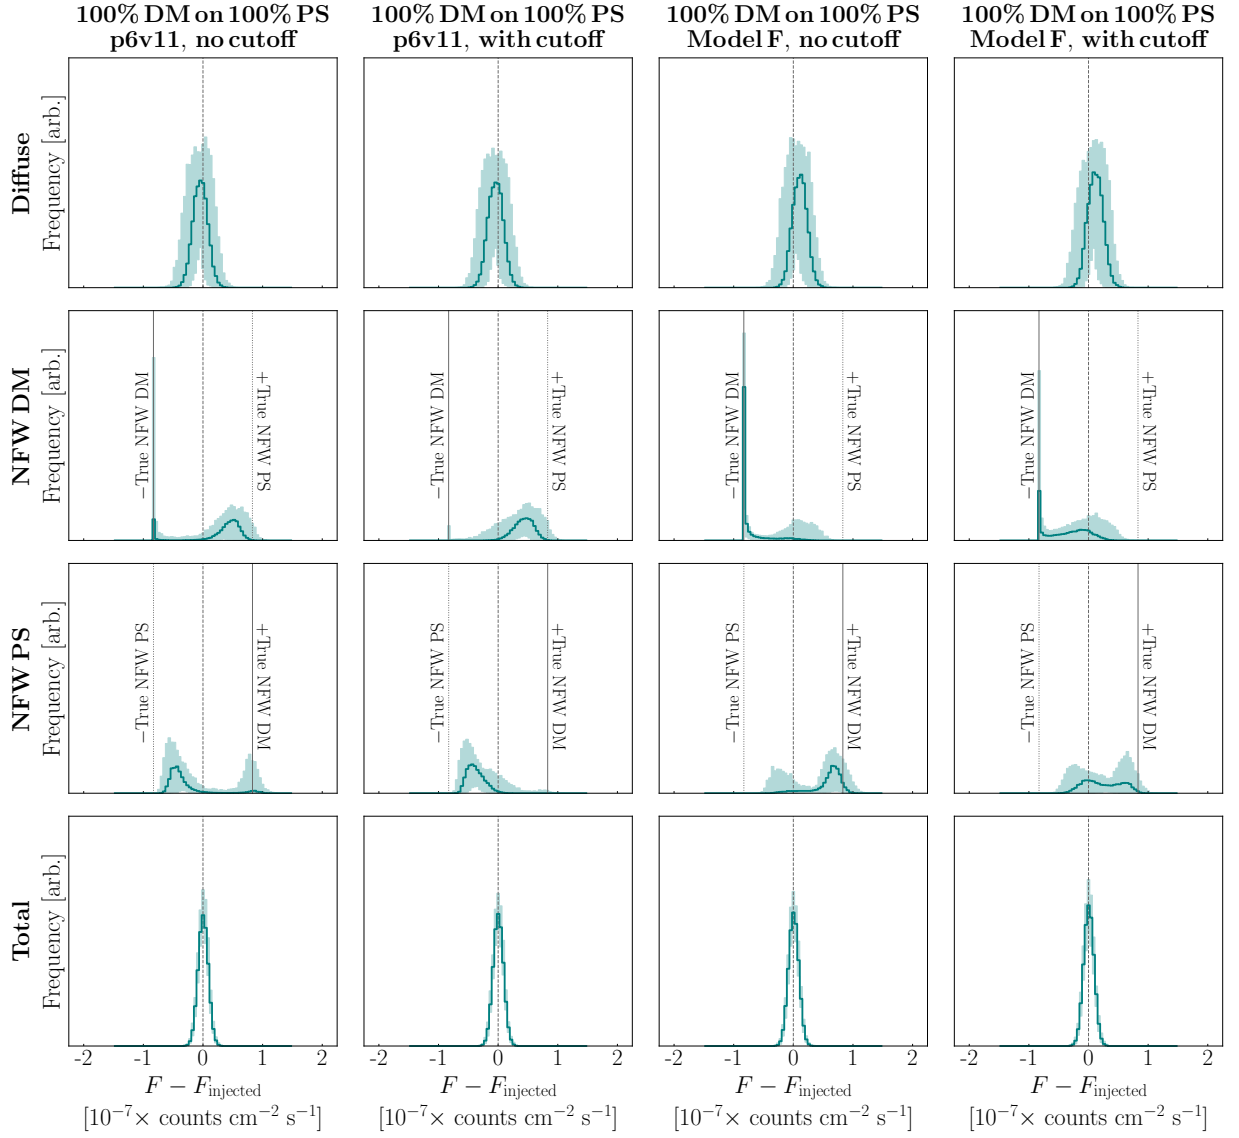 100% DM on 100% PS
p6v11, no cutoff
100% DM on 100% PS
p6v11, with cutoff
100% DM on 100% PS
Model F, no cutoff
100% DM on 100% PS
Model F, with cutoff
Diffuse
Frequency [arb.]
NFW DM
Frequency [arb.]
−True NFW DM
+True NFW PS
−True NFW DM
+True NFW PS
−True NFW DM
+True NFW PS
−True NFW DM
+True NFW PS
NFW PS
Frequency [arb.]
−True NFW PS
+True NFW DM
−True NFW PS
+True NFW DM
−True NFW PS
+True NFW DM
−True NFW PS
+True NFW DM
Total
Frequency [arb.]
-2 -1 0 1 2
-2 -1 0 1 2
-2 -1 0 1 2
-2 -1 0 1 2
F − F_injected
[10⁻⁷× counts cm⁻² s⁻¹]
F − F_injected
[10⁻⁷× counts cm⁻² s⁻¹]
F − F_injected
[10⁻⁷× counts cm⁻² s⁻¹]
F − F_injected
[10⁻⁷× counts cm⁻² s⁻¹]